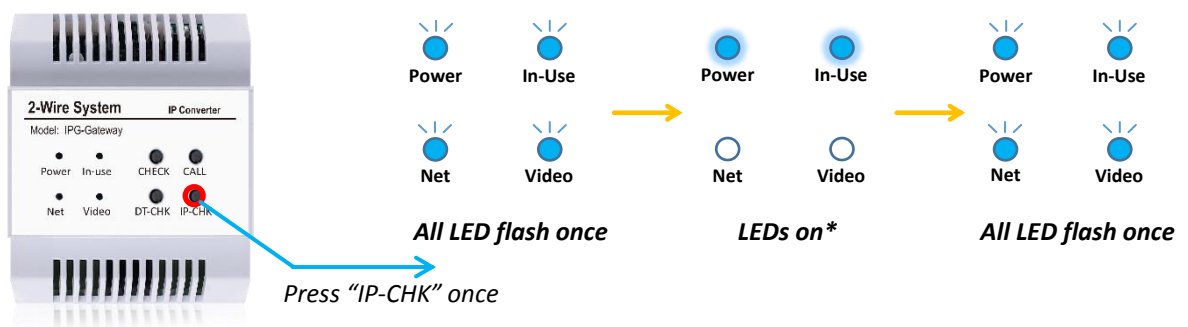 2-Wire System IP Converter
Model: IPG-Gateway
Power In-use CHECK CALL
Net Video DT-CHK IP-CHK
Press “IP-CHK” once
Power In-Use
Net Video
All LED flash once
Power In-Use
Net Video
LEDs on*
Power In-Use
Net Video
All LED flash once